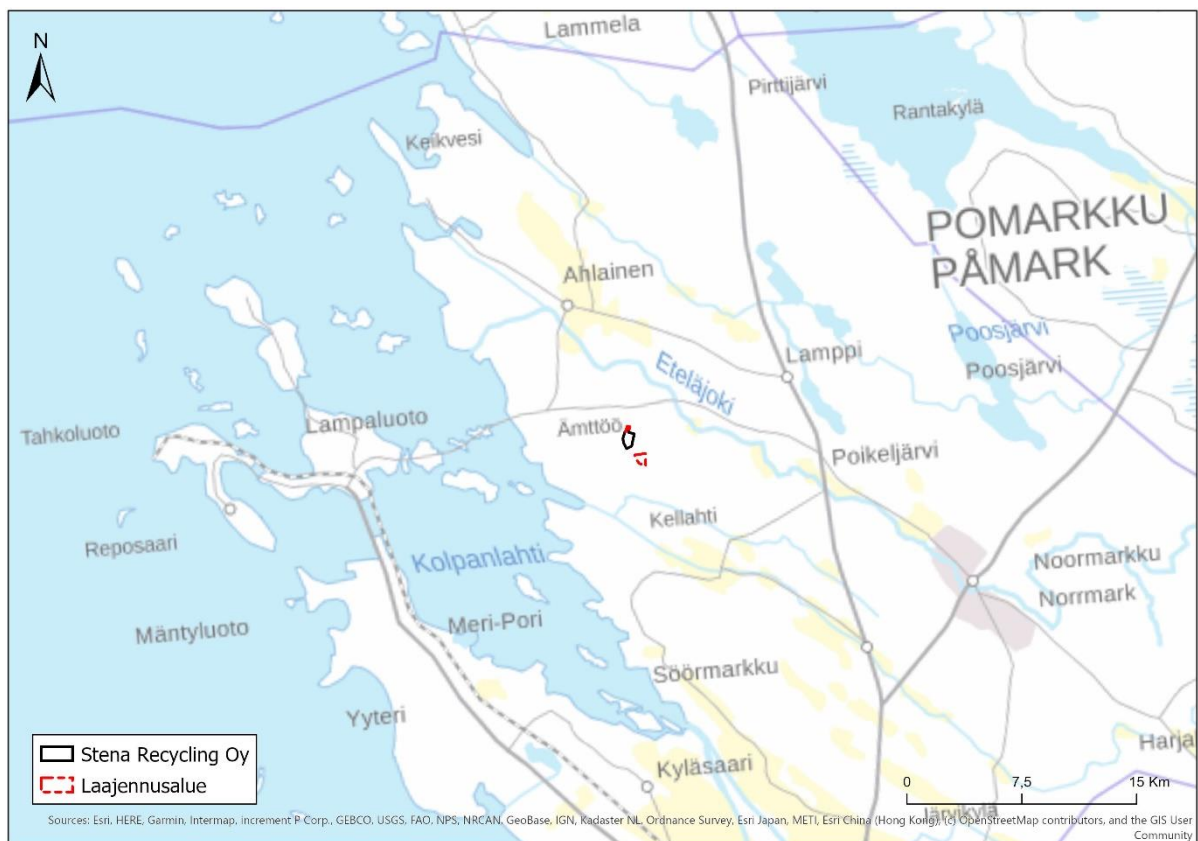 N
Lammela
Pirttijärvi
Rantakylä
Keikvesi
POMARKKU
PÅMARK
Ahlainen
Poosjärvi
Lamppi
Poosjärvi
Eteläjoki
Lampaluoto
Ämttöö
Tahkoluoto
Poikeljärvi
Kellahti
Reposaari
Kolpanlahti
Noormarkku
Norrmark
Meri-Pori
Mäntyluoto
Söörmarkku
Yyteri
Harja
Kyläsaari
Stena Recycling Oy
Laajennusalue
0 7,5 15 Km
Järvikylä
Sources: Esri, HERE, Garmin, Intermap, increment P Corp., GEBCO, USGS, FAO, NPS, NRCAN, GeoBase, IGN, Kadaster NL, Ordnance Survey, Esri Japan, METI, Esri China (Hong Kong), (c) OpenStreetMap contributors, and the GIS User
Community